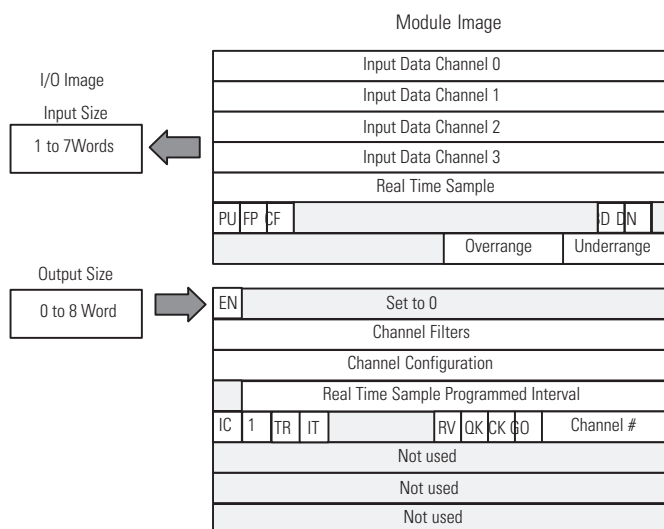 Module Image
I/O Image
Input Size
1 to 7Words
Input Data Channel 0
Input Data Channel 1
Input Data Channel 2
Input Data Channel 3
Real Time Sample
PU FP CF DN
Overrange Underrange
Output Size
0 to 8 Word
EN Set to 0
Channel Filters
Channel Configuration
Real Time Sample Programmed Interval
IC 1 TR IT RV QK CK GO Channel #
Not used
Not used
Not used